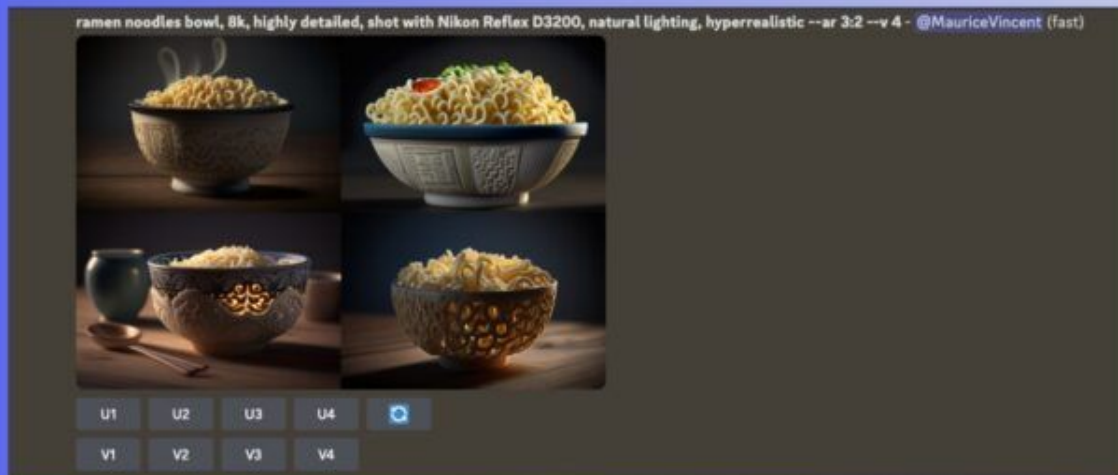 ramen noodles bowl, 8k, highly detailed, shot with Nikon Reflex D3200, natural lighting, hyperrealistic --ar 3:2 --v 4 - @MauriceVincent (fast)
U1 U2 U3 U4
V1 V2 V3 V4